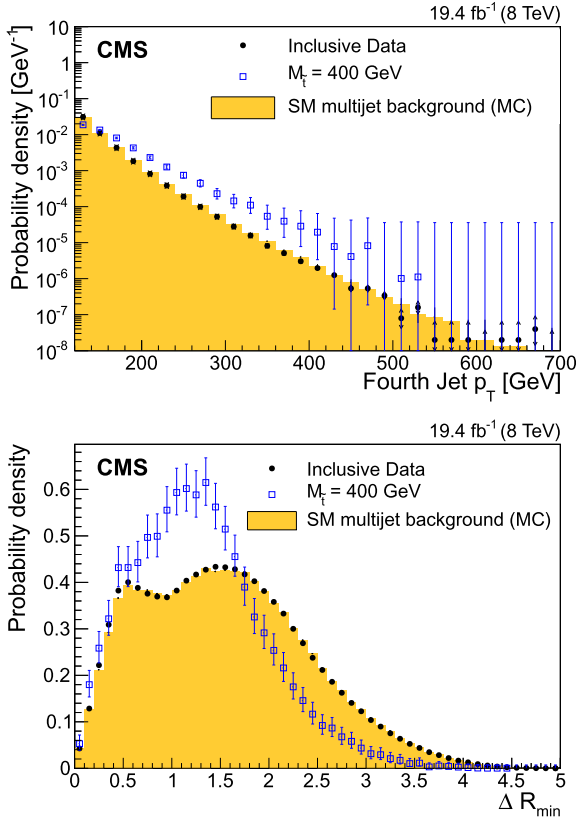 19.4 fb⁻¹ (8 TeV)
CMS
Inclusive Data
M_t̃ = 400 GeV
SM multijet background (MC)
Probability density [GeV⁻¹]
10
1
10⁻¹
10⁻²
10⁻³
10⁻⁴
10⁻⁵
10⁻⁶
10⁻⁷
10⁻⁸
200 300 400 500 600 700
Fourth Jet p_T [GeV]
19.4 fb⁻¹ (8 TeV)
CMS
Inclusive Data
M_t̃ = 400 GeV
SM multijet background (MC)
Probability density
0.6
0.5
0.4
0.3
0.2
0.1
0
0 0.5 1 1.5 2 2.5 3 3.5 4 4.5 5
Δ R_min